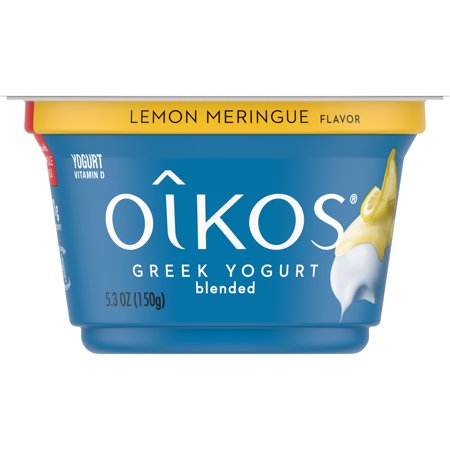 LEMON MERINGUE FLAVOR
YOGURT
VITAMIN D
OÎKOS®
GREEK YOGURT
blended
5.3 OZ (150g)